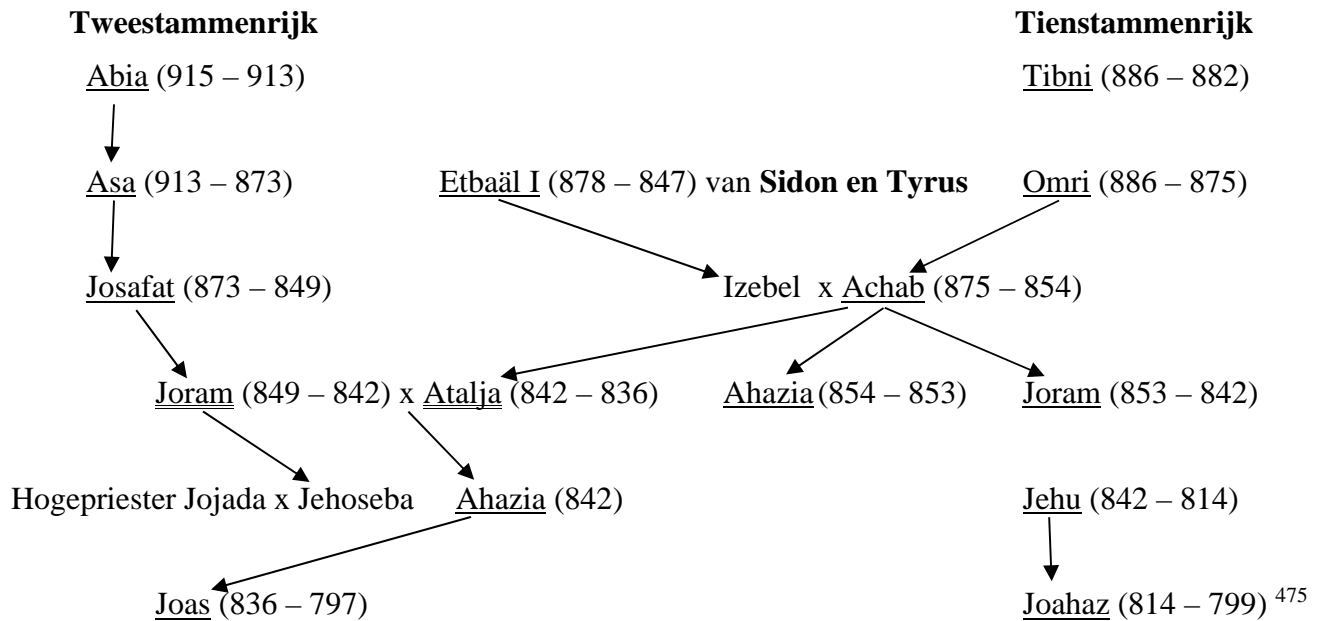 Tweestammenrijk Tienstammenrijk
Abia (915 – 913) Tibni (886 – 882)
Asa (913 – 873) Etbaäl I (878 – 847) van Sidon en Tyrus Omri (886 – 875)
Josafat (873 – 849) Izebel x Achab (875 – 854)
Joram (849 – 842) x Atalja (842 – 836) Ahazia (854 – 853) Joram (853 – 842)
Hogepriester Jojada x Jehoseba Ahazia (842) Jehu (842 – 814)
Joas (836 – 797) Joahaz (814 – 799) 475